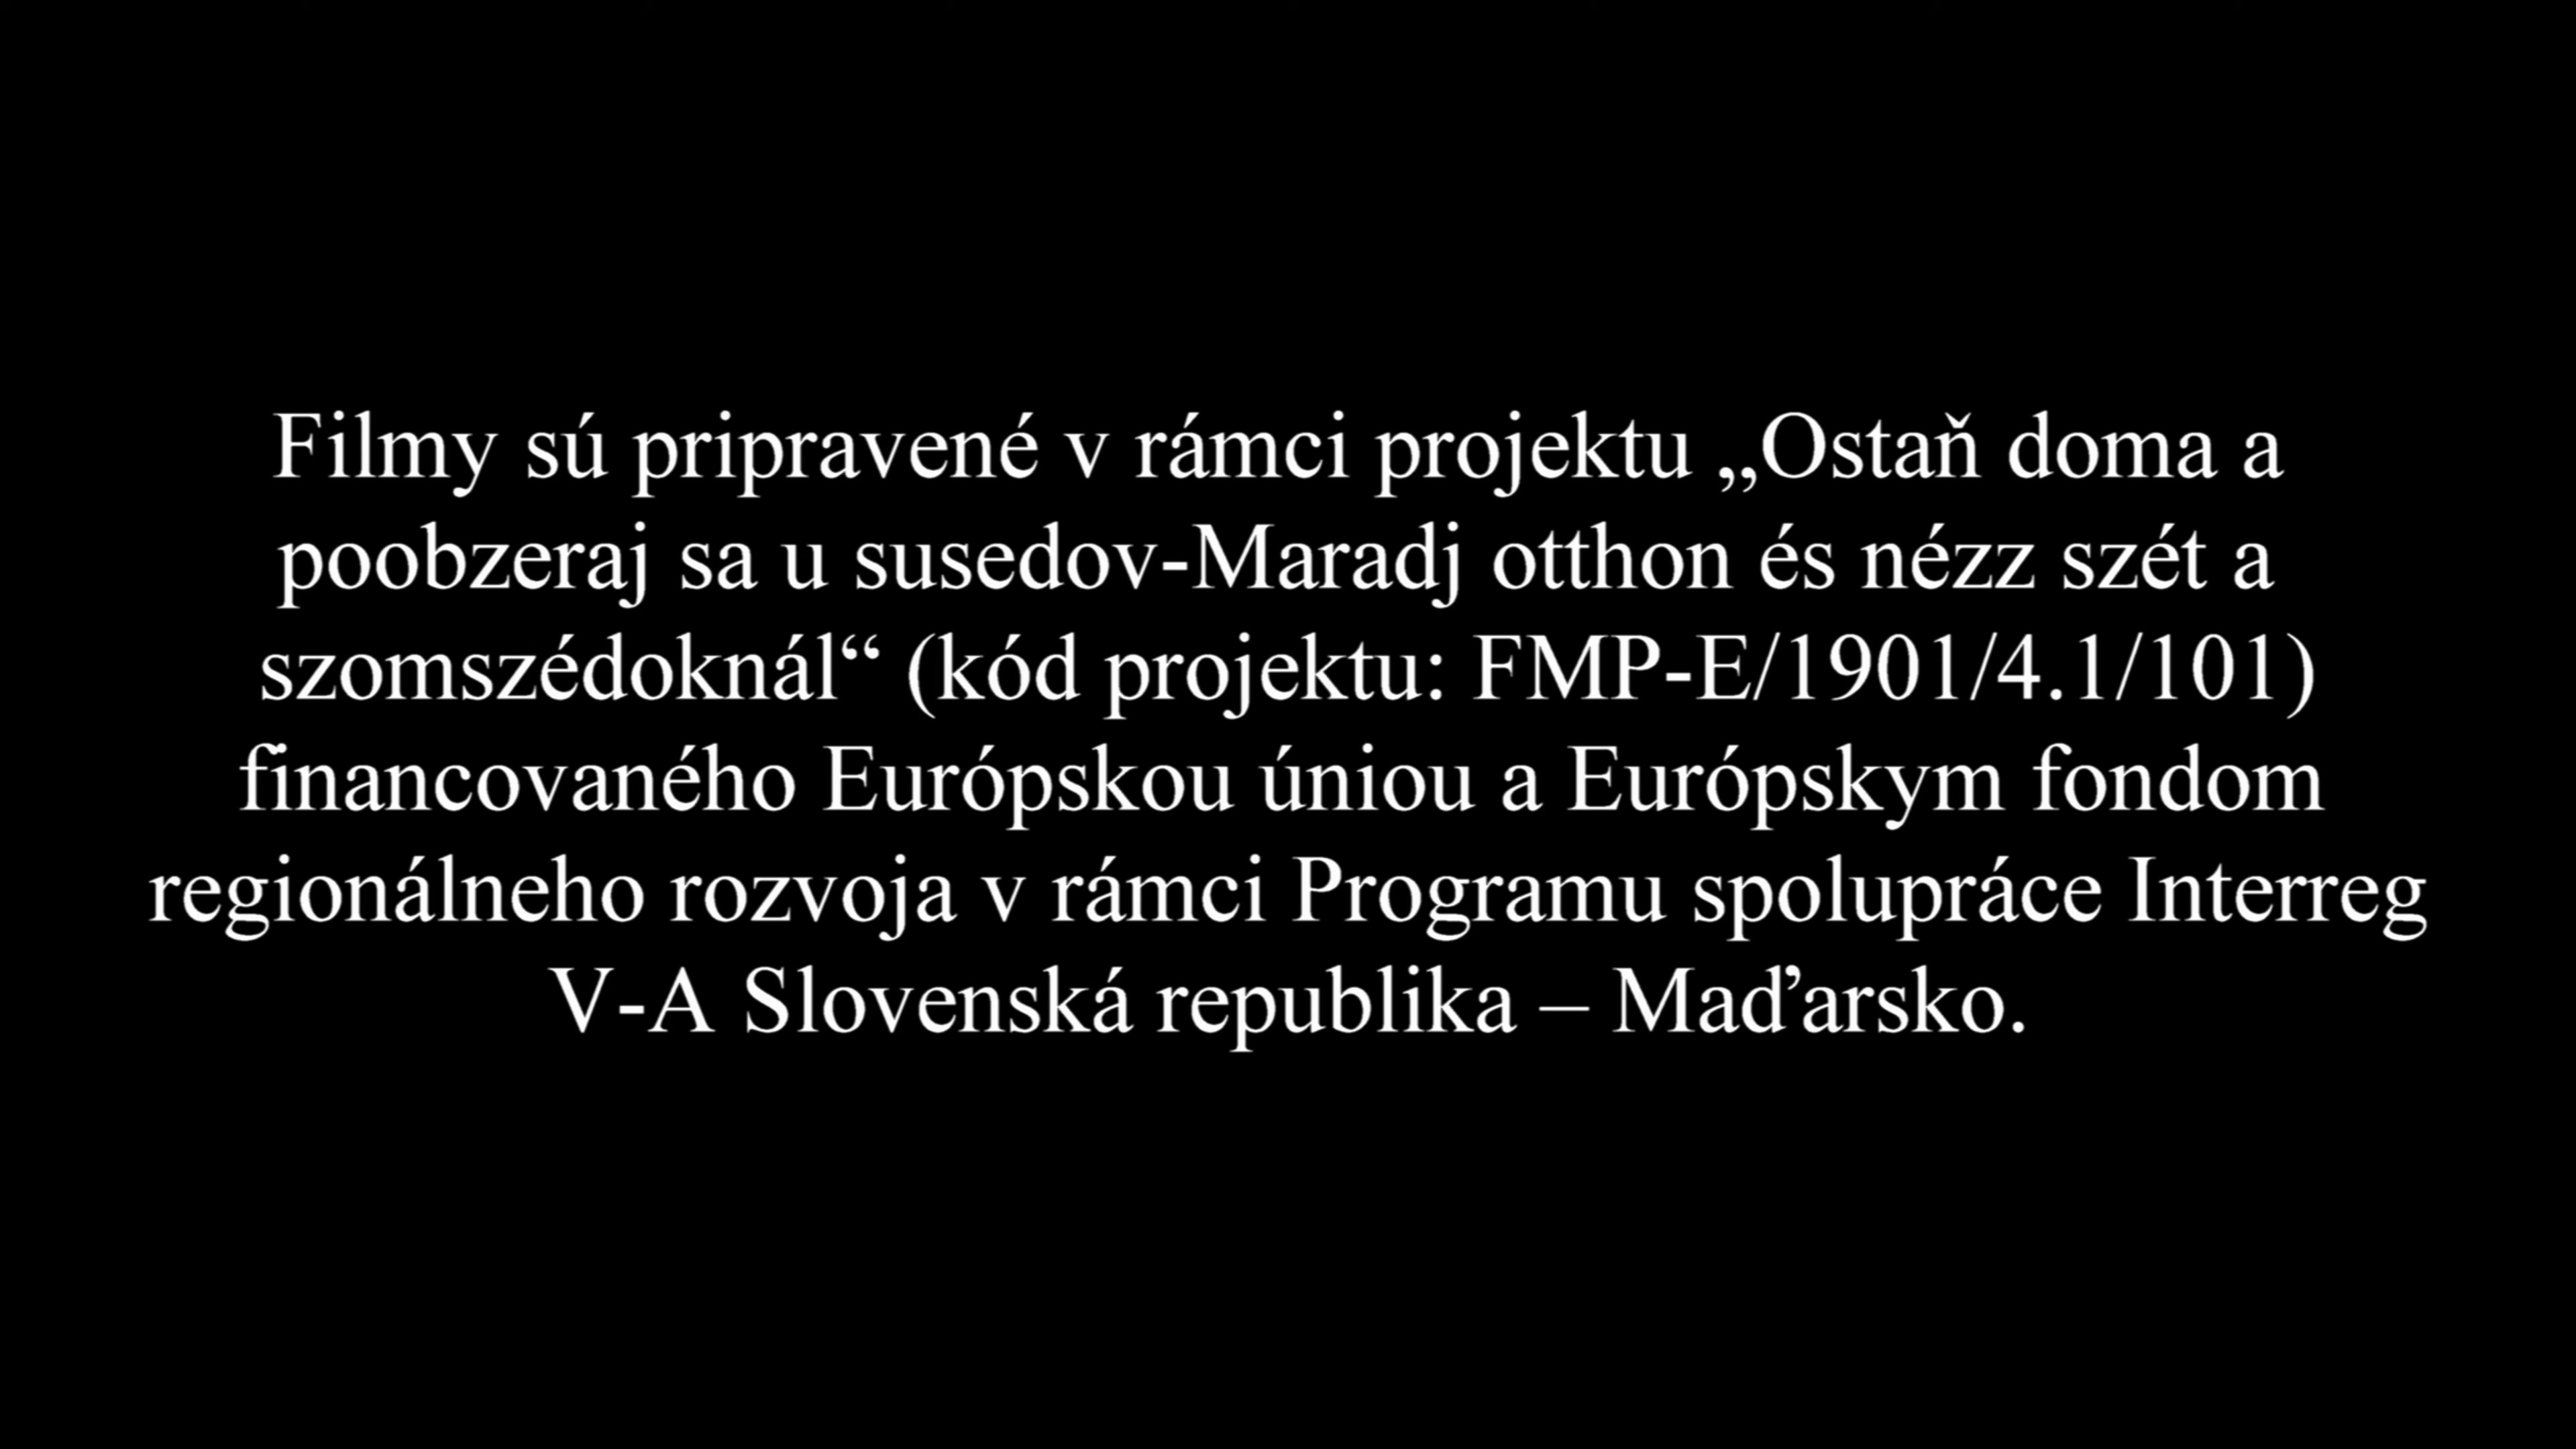 Filmy sú pripravené v rámci projektu „Ostaň doma a
poobzeraj sa u susedov-Maradj otthon és nézz szét a
szomszédoknál“ (kód projektu: FMP-E/1901/4.1/101)
financovaného Európskou úniou a Európskym fondom
regionálneho rozvoja v rámci Programu spolupráce Interreg
V-A Slovenská republika – Maďarsko.